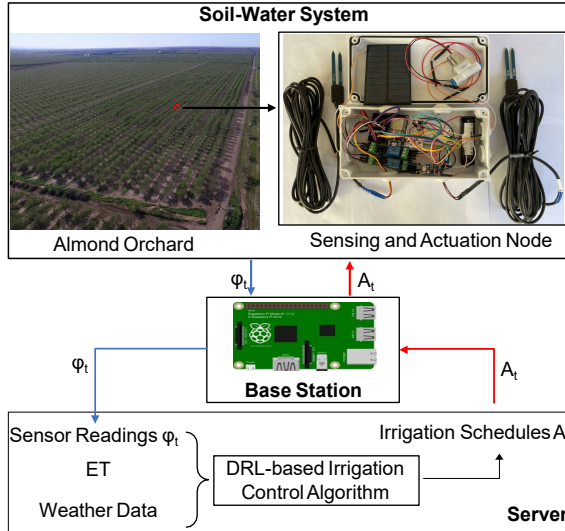 Soil-Water System
Almond Orchard
Sensing and Actuation Node
φt
At
φt
Base Station
At
Sensor Readings φt
Irrigation Schedules A
ET
DRL-based Irrigation
Control Algorithm
Weather Data
Server